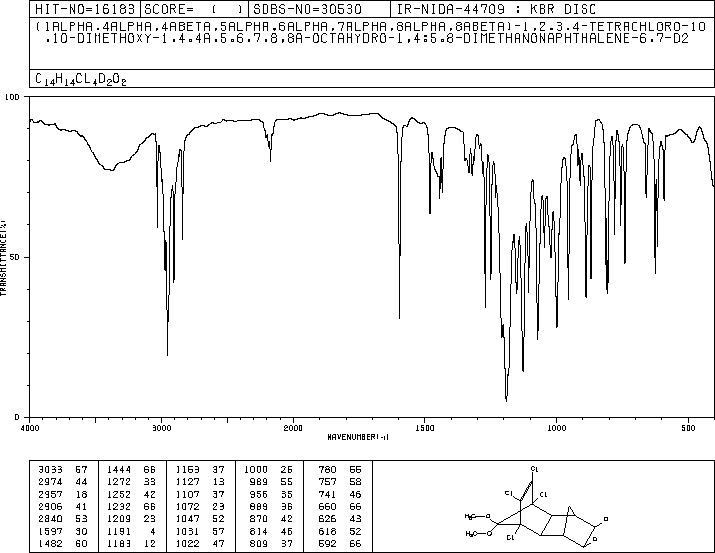 HIT-NO=16183 SCORE= ( ) SDBS-NO=30530 IR-NIDA-44709 : KBR DISC
(1ALPHA,4ALPHA,4ABETA,5ALPHA,6ALPHA,7ALPHA,8ALPHA,8ABETA)-1,2,3,4-TETRACHLORO-10
,10-DIMETHOXY-1,4,4A,5,6,7,8,8A-OCTAHYDRO-1,4:5,8-DIMETHANONAPHTHALENE-6,7-D2
C14H14CL4D2O2
100
50
0
TRANSMITTANCE(%)
4000 3000 2000 1500 1000 500
WAVENUMBER(-1)
3033 57 1444 66 1153 37 1000 26 780 55
2974 44 1272 33 1127 13 989 55 757 58
2957 18 1252 42 1107 37 955 35 741 46
2906 41 1232 66 1072 23 889 36 660 66
2840 53 1209 23 1047 52 870 42 626 43
1597 30 1191 4 1031 57 814 46 618 52
1482 60 1183 12 1022 47 809 37 592 66
Cl
Cl
Cl
Cl
H3C—O
H3C—O
D
D